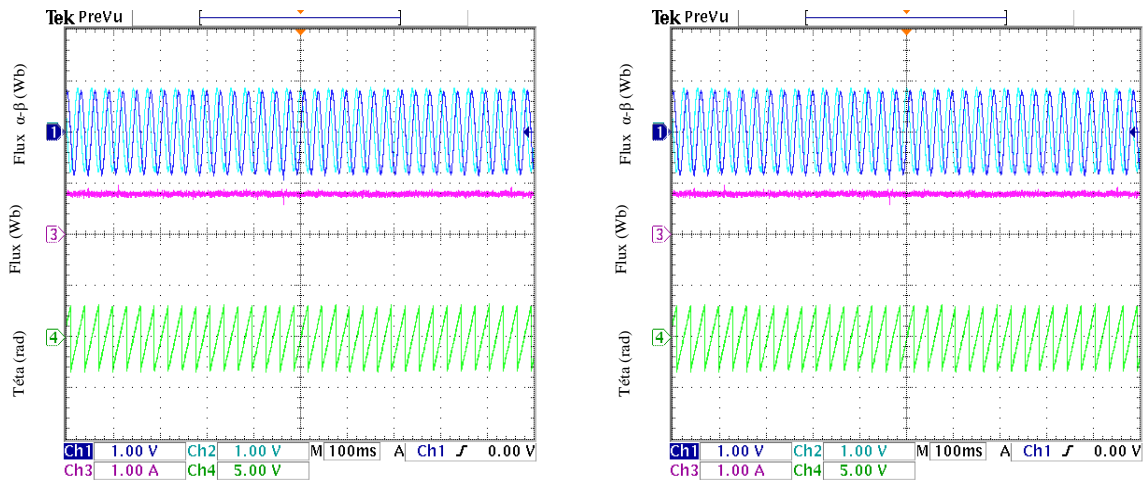 Tek PreVu
Flux α-β (Wb)
1
Flux (Wb)
3
Téta (rad)
4
Ch1 1.00 V Ch2 1.00 V M 100ms A Ch1 0.00 V
Ch3 1.00 A Ch4 5.00 V
Tek PreVu
Flux α-β (Wb)
1
Flux (Wb)
3
Téta (rad)
4
Ch1 1.00 V Ch2 1.00 V M 100ms A Ch1 0.00 V
Ch3 1.00 A Ch4 5.00 V